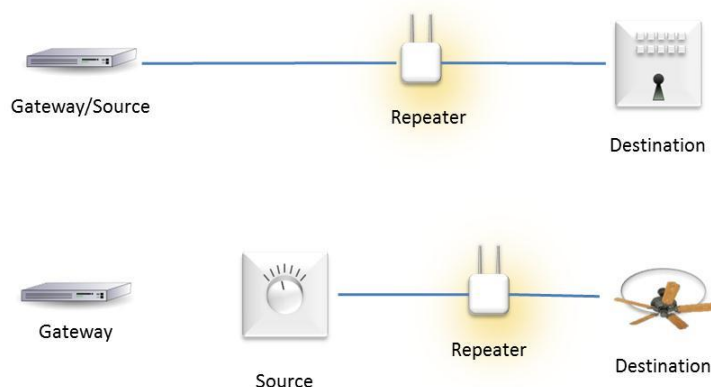 Gateway/Source
Repeater
Destination
Gateway
Source
Repeater
Destination